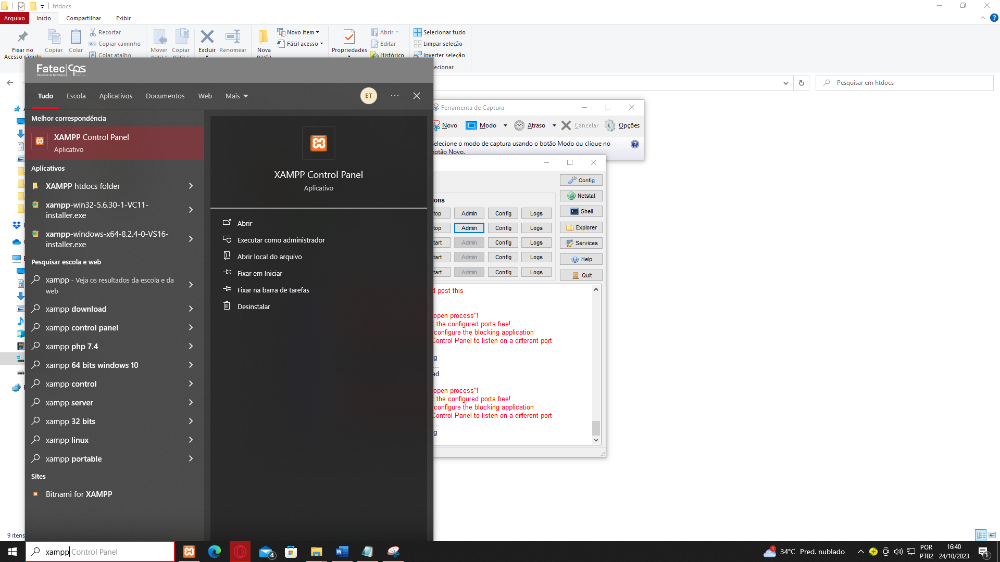 htdocs
Arquivo
Início
Compartilhar
Exibir
Fixar no
Acesso rápido
Copiar
Colar
Recortar
Copiar caminho
Colar atalho
Mover
para
Copiar
para
Excluir
Renomear
Nova
pasta
Novo item
Fácil acesso
Propriedades
Abrir
Editar
Histórico
Selecionar tudo
Limpar seleção
Inverter seleção
ecionar
Pesquisar em htdocs
Fatec
Faculdade de Tecnologia
Cps
Tudo
Escola
Aplicativos
Documentos
Web
Mais
ET
Melhor correspondência
XAMPP Control Panel
Aplicativo
Aplicativos
XAMPP htdocs folder
xampp-win32-5.6.30-1-VC11-
installer.exe
xampp-windows-x64-8.2.4-0-VS16-
installer.exe
Pesquisar escola e web
xampp - Veja os resultados da escola e da
web
xampp download
xampp control panel
xampp php 7.4
xampp 64 bits windows 10
xampp control
xampp server
xampp 32 bits
xampp linux
xampp portable
Sites
Bitnami for XAMPP
XAMPP Control Panel
Aplicativo
Abrir
Executar como administrador
Abrir local do arquivo
Fixar em Iniciar
Fixar na barra de tarefas
Desinstalar
Ferramenta de Captura
Novo
Modo
Atraso
Cancelar
Opções
elecione o modo de captura usando o botão Modo ou clique no
otão Novo.
Config
Netstat
Shell
Explorer
Services
Help
Quit
ons
top Admin Config Logs
top Admin Config Logs
tart Admin Config Logs
tart Admin Config Logs
tart Admin Config Logs
d post this
open process"!
t the configured ports free!
configure the blocking application
Control Panel to listen on a different port
...
g
...
ed
open process"!
t the configured ports free!
configure the blocking application
Control Panel to listen on a different port
...
g
9 itens
xampp Control Panel
4
1
34°C Pred. nublado
POR
PTB2
16:40
24/10/2023
1